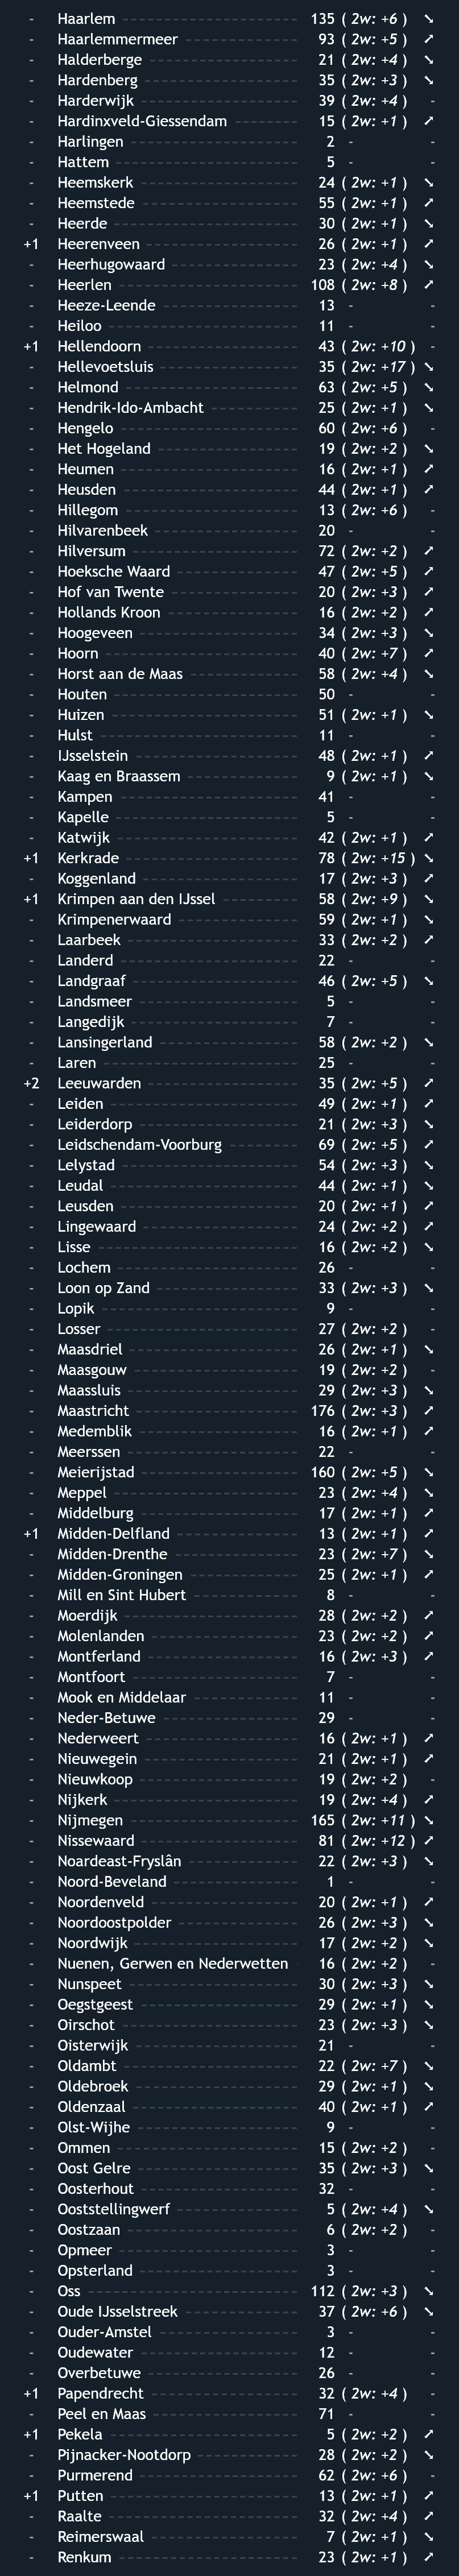 - Haarlem 135 ( 2w: +6 ) ➘
- Haarlemmermeer 93 ( 2w: +5 ) ➚
- Halderberge 21 ( 2w: +4 ) ➘
- Hardenberg 35 ( 2w: +3 ) ➘
- Harderwijk 39 ( 2w: +4 ) -
- Hardinxveld-Giessendam 15 ( 2w: +1 ) ➚
- Harlingen 2 - -
- Hattem 5 - -
- Heemskerk 24 ( 2w: +1 ) ➘
- Heemstede 55 ( 2w: +1 ) ➚
- Heerde 30 ( 2w: +1 ) ➘
+1 Heerenveen 26 ( 2w: +1 ) ➚
- Heerhugowaard 23 ( 2w: +4 ) ➘
- Heerlen 108 ( 2w: +8 ) ➚
- Heeze-Leende 13 - -
- Heiloo 11 - -
+1 Hellendoorn 43 ( 2w: +10 ) -
- Hellevoetsluis 35 ( 2w: +17 ) ➘
- Helmond 63 ( 2w: +5 ) ➘
- Hendrik-Ido-Ambacht 25 ( 2w: +1 ) ➘
- Hengelo 60 ( 2w: +6 ) -
- Het Hogeland 19 ( 2w: +2 ) ➘
- Heumen 16 ( 2w: +1 ) ➚
- Heusden 44 ( 2w: +1 ) ➚
- Hillegom 13 ( 2w: +6 ) -
- Hilvarenbeek 20 - -
- Hilversum 72 ( 2w: +2 ) ➚
- Hoeksche Waard 47 ( 2w: +5 ) ➚
- Hof van Twente 20 ( 2w: +3 ) ➚
- Hollands Kroon 16 ( 2w: +2 ) ➚
- Hoogeveen 34 ( 2w: +3 ) ➘
- Hoorn 40 ( 2w: +7 ) ➚
- Horst aan de Maas 58 ( 2w: +4 ) ➘
- Houten 50 - -
- Huizen 51 ( 2w: +1 ) ➘
- Hulst 11 - -
- IJsselstein 48 ( 2w: +1 ) ➚
- Kaag en Braassem 9 ( 2w: +1 ) ➘
- Kampen 41 - -
- Kapelle 5 - -
- Katwijk 42 ( 2w: +1 ) ➚
+1 Kerkrade 78 ( 2w: +15 ) ➘
- Koggenland 17 ( 2w: +3 ) ➚
+1 Krimpen aan den IJssel 58 ( 2w: +9 ) ➘
- Krimpenerwaard 59 ( 2w: +1 ) ➘
- Laarbeek 33 ( 2w: +2 ) ➚
- Landerd 22 - -
- Landgraaf 46 ( 2w: +5 ) ➘
- Landsmeer 5 - -
- Langedijk 7 - -
- Lansingerland 58 ( 2w: +2 ) ➘
- Laren 25 - -
+2 Leeuwarden 35 ( 2w: +5 ) ➚
- Leiden 49 ( 2w: +1 ) ➚
- Leiderdorp 21 ( 2w: +3 ) ➘
- Leidschendam-Voorburg 69 ( 2w: +5 ) ➚
- Lelystad 54 ( 2w: +3 ) ➘
- Leudal 44 ( 2w: +1 ) ➘
- Leusden 20 ( 2w: +1 ) ➚
- Lingewaard 24 ( 2w: +2 ) ➚
- Lisse 16 ( 2w: +2 ) ➘
- Lochem 26 - -
- Loon op Zand 33 ( 2w: +3 ) ➘
- Lopik 9 - -
- Losser 27 ( 2w: +2 ) -
- Maasdriel 26 ( 2w: +1 ) ➘
- Maasgouw 19 ( 2w: +2 ) -
- Maassluis 29 ( 2w: +3 ) ➘
- Maastricht 176 ( 2w: +3 ) ➚
- Medemblik 16 ( 2w: +1 ) ➚
- Meerssen 22 - -
- Meierijstad 160 ( 2w: +5 ) ➘
- Meppel 23 ( 2w: +4 ) ➘
- Middelburg 17 ( 2w: +1 ) ➚
+1 Midden-Delfland 13 ( 2w: +1 ) ➚
- Midden-Drenthe 23 ( 2w: +7 ) ➘
- Midden-Groningen 25 ( 2w: +1 ) ➚
- Mill en Sint Hubert 8 - -
- Moerdijk 28 ( 2w: +2 ) ➚
- Molenlanden 23 ( 2w: +2 ) ➚
- Montferland 16 ( 2w: +3 ) ➚
- Montfoort 7 - -
- Mook en Middelaar 11 - -
- Neder-Betuwe 29 - -
- Nederweert 16 ( 2w: +1 ) ➚
- Nieuwegein 21 ( 2w: +1 ) ➚
- Nieuwkoop 19 ( 2w: +2 ) -
- Nijkerk 19 ( 2w: +4 ) ➚
- Nijmegen 165 ( 2w: +11 ) ➘
- Nissewaard 81 ( 2w: +12 ) ➚
- Noardeast-Fryslân 22 ( 2w: +3 ) ➘
- Noord-Beveland 1 - -
- Noordenveld 20 ( 2w: +1 ) ➚
- Noordoostpolder 26 ( 2w: +3 ) ➘
- Noordwijk 17 ( 2w: +2 ) ➘
- Nuenen, Gerwen en Nederwetten 16 ( 2w: +2 ) -
- Nunspeet 30 ( 2w: +3 ) ➘
- Oegstgeest 29 ( 2w: +1 ) ➘
- Oirschot 23 ( 2w: +3 ) ➘
- Oisterwijk 21 - -
- Oldambt 22 ( 2w: +7 ) ➘
- Oldebroek 29 ( 2w: +1 ) ➘
- Oldenzaal 40 ( 2w: +1 ) ➚
- Olst-Wijhe 9 - -
- Ommen 15 ( 2w: +2 ) -
- Oost Gelre 35 ( 2w: +3 ) ➘
- Oosterhout 32 - -
- Ooststellingwerf 5 ( 2w: +4 ) ➘
- Oostzaan 6 ( 2w: +2 ) -
- Opmeer 3 - -
- Opsterland 3 - -
- Oss 112 ( 2w: +3 ) ➘
- Oude IJsselstreek 37 ( 2w: +6 ) ➘
- Ouder-Amstel 3 - -
- Oudewater 12 - -
- Overbetuwe 26 - -
+1 Papendrecht 32 ( 2w: +4 ) -
- Peel en Maas 71 - -
+1 Pekela 5 ( 2w: +2 ) ➚
- Pijnacker-Nootdorp 28 ( 2w: +2 ) ➘
- Purmerend 62 ( 2w: +6 ) -
+1 Putten 13 ( 2w: +1 ) ➚
- Raalte 32 ( 2w: +4 ) ➚
- Reimerswaal 7 ( 2w: +1 ) ➘
- Renkum 23 ( 2w: +1 ) ➚